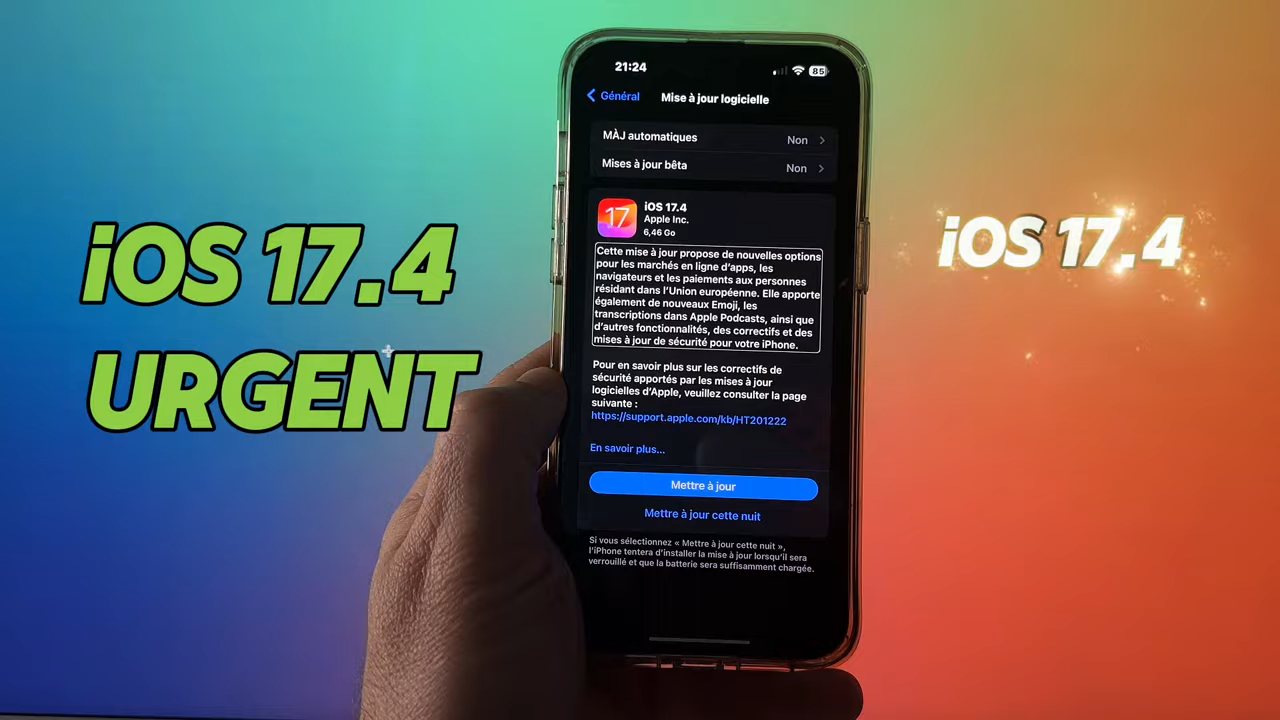 21:24
85
Général
Mise à jour logicielle
MÀJ automatiques
Non
Mises à jour bêta
Non
17
iOS 17.4
Apple Inc.
6,46 Go
Cette mise à jour propose de nouvelles options
pour les marchés en ligne d'apps, les
navigateurs et les paiements aux personnes
résidant dans l'Union européenne. Elle apporte
également de nouveaux Emoji, les
transcriptions dans Apple Podcasts, ainsi que
d'autres fonctionnalités, des correctifs et des
mises à jour de sécurité pour votre iPhone.
Pour en savoir plus sur les correctifs de
sécurité apportés par les mises à jour
logicielles d'Apple, veuillez consulter la page
suivante :
https://support.apple.com/kb/HT201222
En savoir plus...
Mettre à jour
Mettre à jour cette nuit
Si vous sélectionnez « Mettre à jour cette nuit »,
l'iPhone tentera d'installer la mise à jour lorsqu'il sera
verrouillé et que la batterie sera suffisamment chargée.
iOS 17.4
URGENT
iOS 17.4